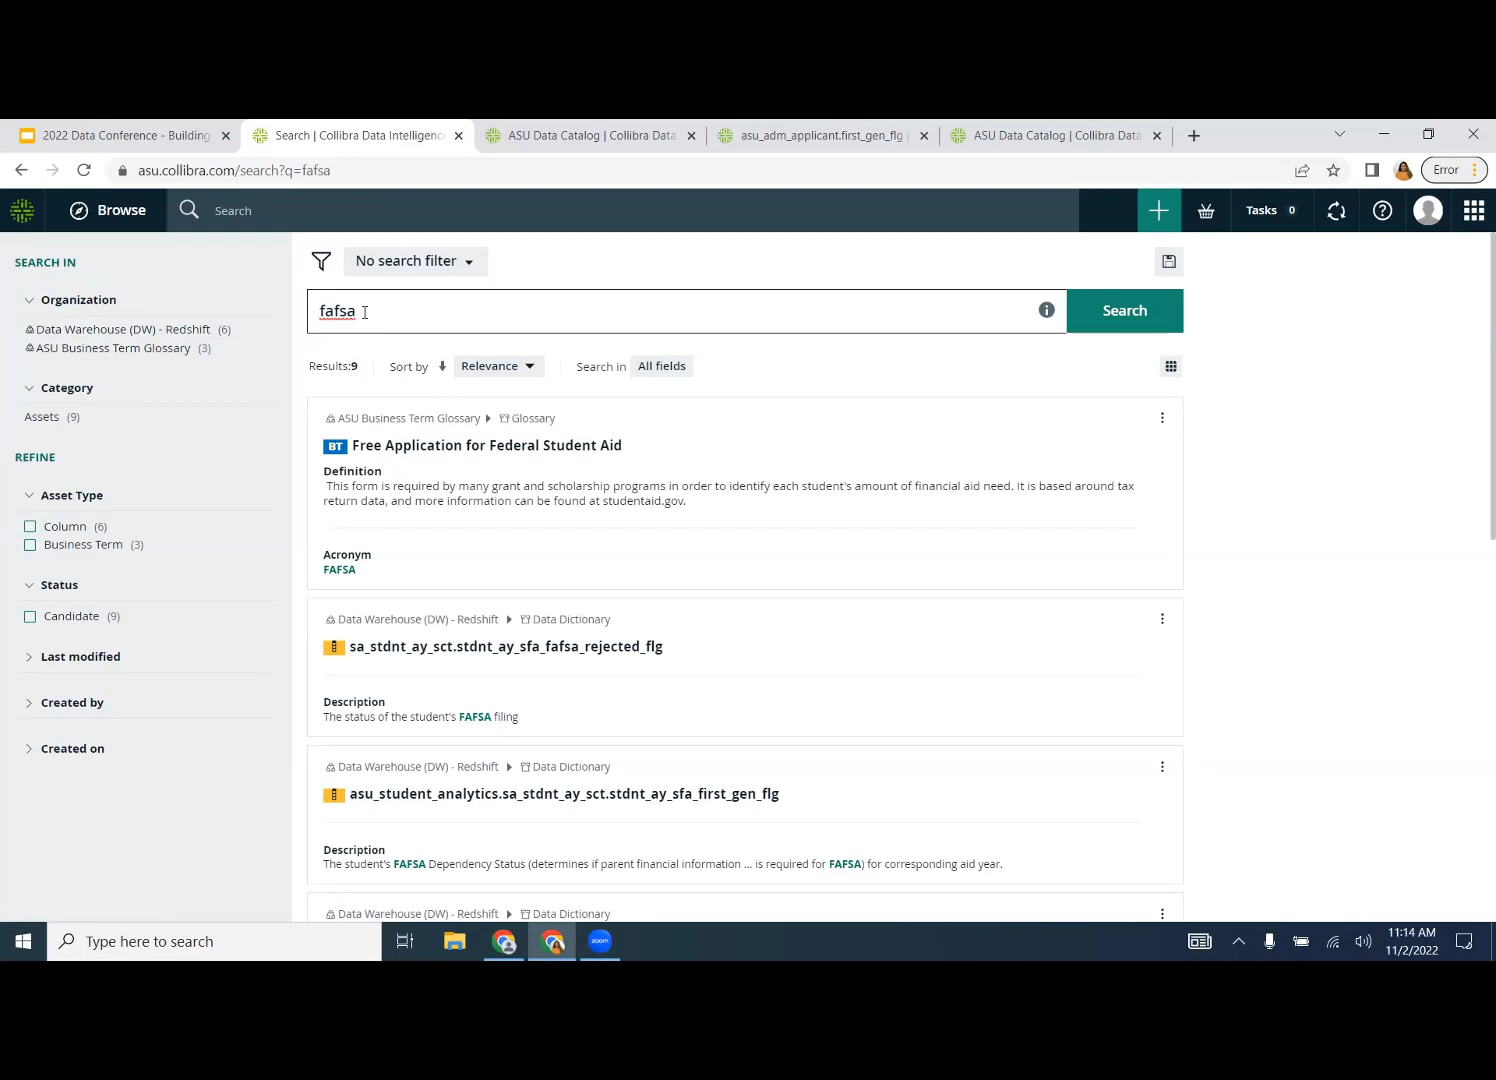 2022 Data Conference - Building
Search | Collibra Data Intelligence
ASU Data Catalog | Collibra Data
asu_adm_applicant.first_gen_flg
ASU Data Catalog | Collibra Data
asu.collibra.com/search?q=fafsa
Error
Browse
Search
Tasks 0
SEARCH IN
Organization
Data Warehouse (DW) - Redshift (6)
ASU Business Term Glossary (3)
Category
Assets (9)
REFINE
Asset Type
Column (6)
Business Term (3)
Status
Candidate (9)
Last modified
Created by
Created on
No search filter
fafsa
Search
Results:9
Sort by
Relevance
Search in
All fields
ASU Business Term Glossary
Glossary
BT Free Application for Federal Student Aid
Definition
This form is required by many grant and scholarship programs in order to identify each student's amount of financial aid need. It is based around tax
return data, and more information can be found at studentaid.gov.
Acronym
FAFSA
Data Warehouse (DW) - Redshift
Data Dictionary
sa_stdnt_ay_sct.stdnt_ay_sfa_fafsa_rejected_flg
Description
The status of the student's FAFSA filing
Data Warehouse (DW) - Redshift
Data Dictionary
asu_student_analytics.sa_stdnt_ay_sct.stdnt_ay_sfa_first_gen_flg
Description
The student's FAFSA Dependency Status (determines if parent financial information ... is required for FAFSA) for corresponding aid year.
Data Warehouse (DW) - Redshift
Data Dictionary
Type here to search
zoom
11:14 AM
11/2/2022